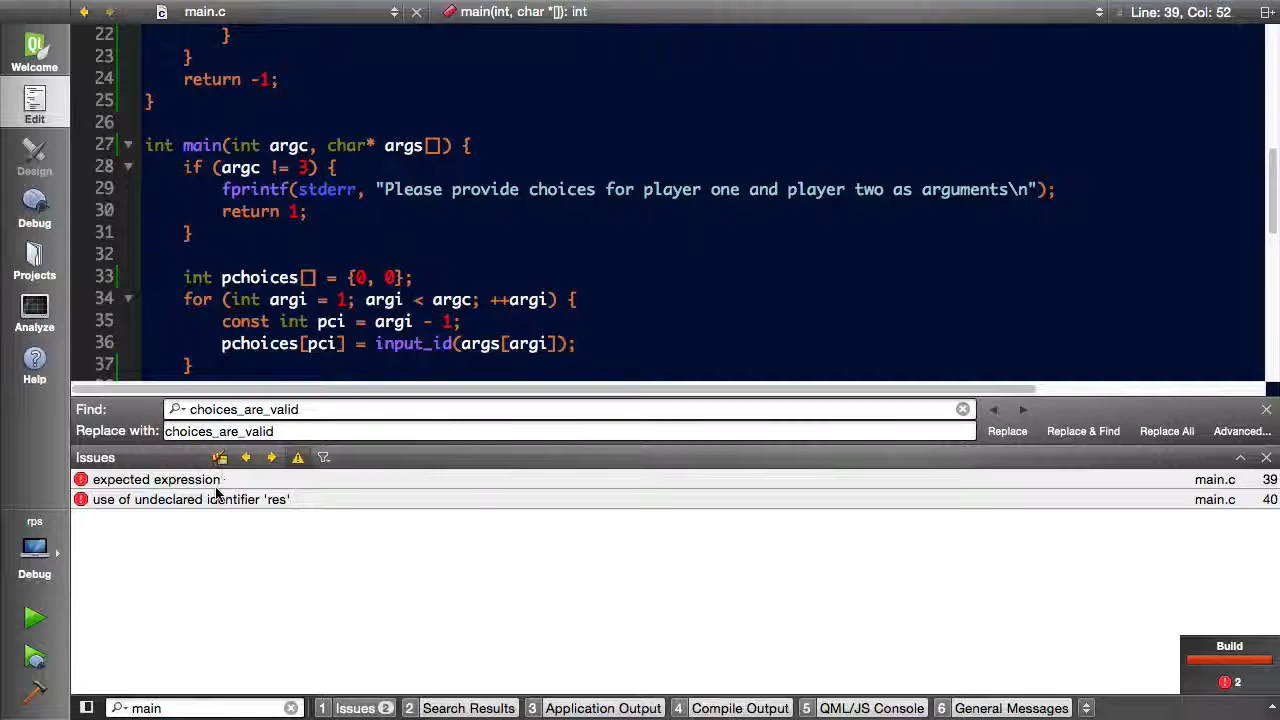 main.c
main(int, char *[]): int
Line: 39, Col: 52
Welcome
Edit
Design
Debug
Projects
Analyze
Help
rps
Debug
22 }
23 }
24 return -1;
25 }
26
27 int main(int argc, char* args[]) {
28 if (argc != 3) {
29 fprintf(stderr, "Please provide choices for player one and player two as arguments\n");
30 return 1;
31 }
32
33 int pchoices[] = {0, 0};
34 for (int argi = 1; argi < argc; ++argi) {
35 const int pci = argi - 1;
36 pchoices[pci] = input_id(args[argi]);
37 }
Find: choices_are_valid
Replace with: choices_are_valid Replace Replace & Find Replace All Advanced...
Issues
expected expression main.c 39
use of undeclared identifier 'res' main.c 40
Build
2
main 1 Issues 2 2 Search Results 3 Application Output 4 Compile Output 5 QML/JS Console 6 General Messages